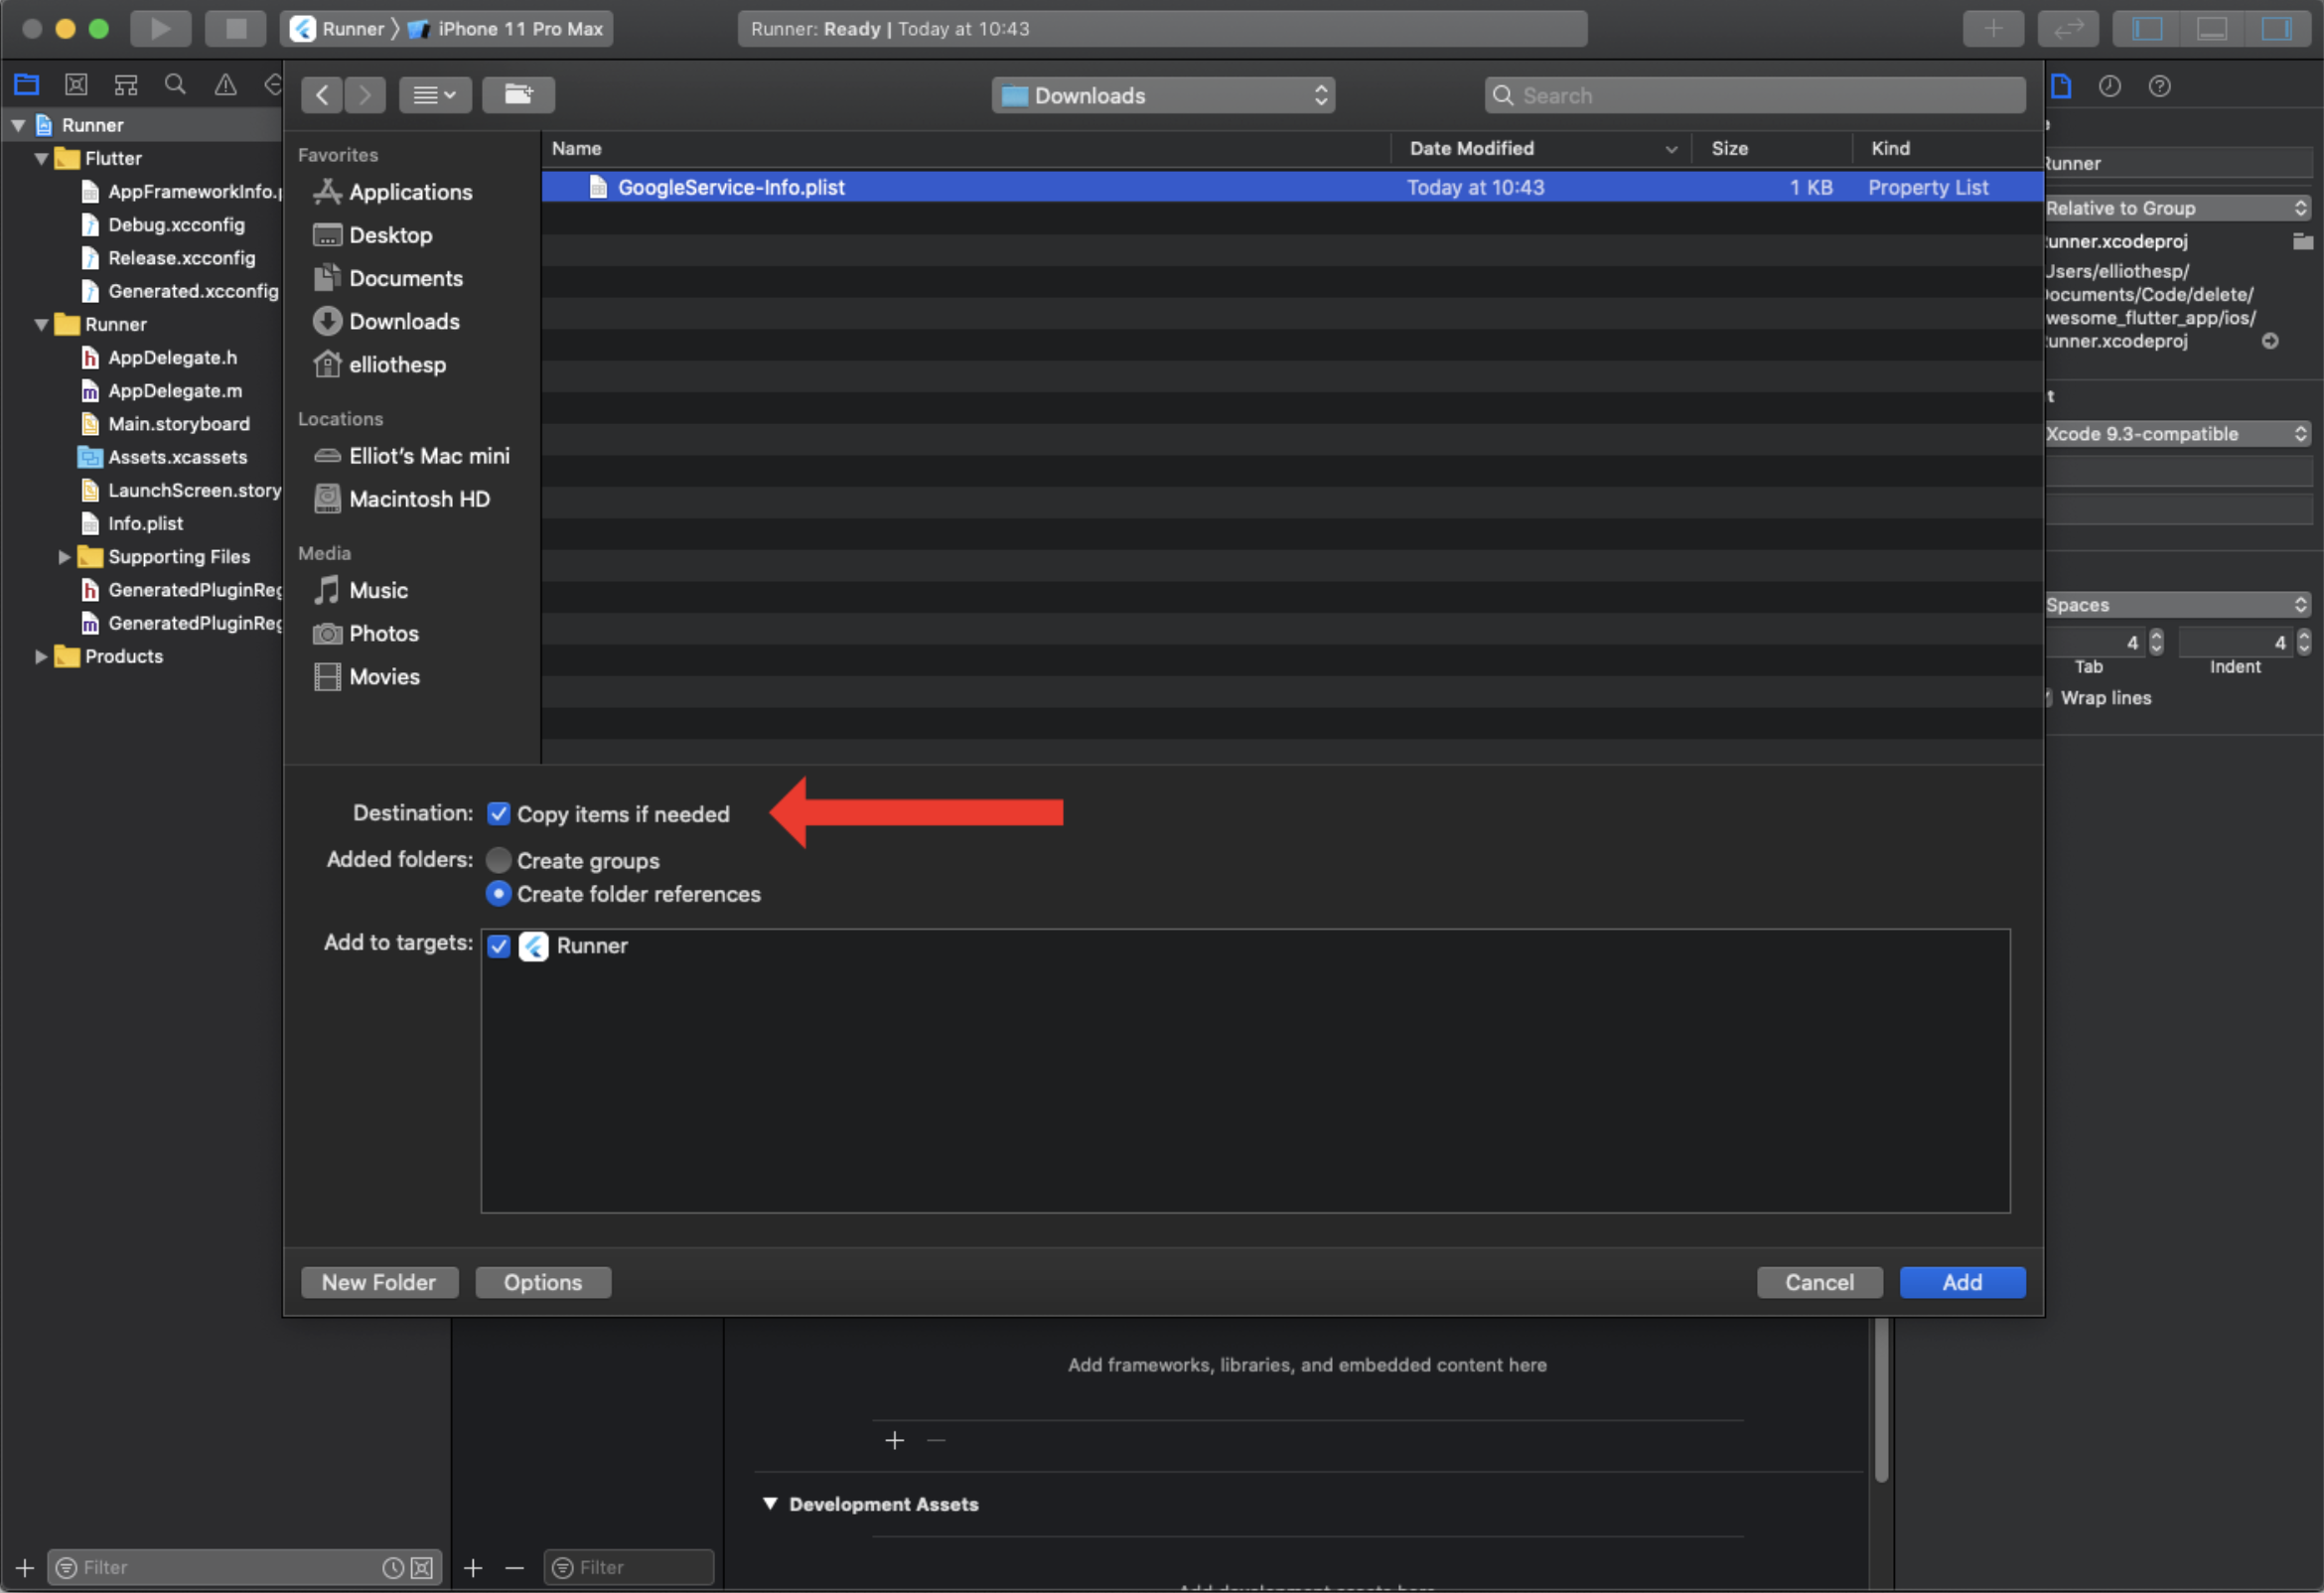 Runner
iPhone 11 Pro Max
Runner: Ready | Today at 10:43
Downloads
Search
Runner
Flutter
AppFrameworkInfo.p
Debug.xcconfig
Release.xcconfig
Generated.xcconfig
Runner
AppDelegate.h
AppDelegate.m
Main.storyboard
Assets.xcassets
LaunchScreen.story
Info.plist
Supporting Files
GeneratedPluginReg
GeneratedPluginReg
Products
Favorites
Applications
Desktop
Documents
Downloads
elliothesp
Locations
Elliot's Mac mini
Macintosh HD
Media
Music
Photos
Movies
Name Date Modified Size Kind
GoogleService-Info.plist Today at 10:43 1 KB Property List
Destination: Copy items if needed
Added folders: Create groups
Create folder references
Add to targets: Runner
New Folder Options Cancel Add
Runner
Relative to Group
unner.xcodeproj
Users/elliothesp/
ocuments/Code/delete/
wesome_flutter_app/ios/
unner.xcodeproj
t
Xcode 9.3-compatible
Spaces
4 4
Tab Indent
Wrap lines
Add frameworks, libraries, and embedded content here
Development Assets
Filter
Filter